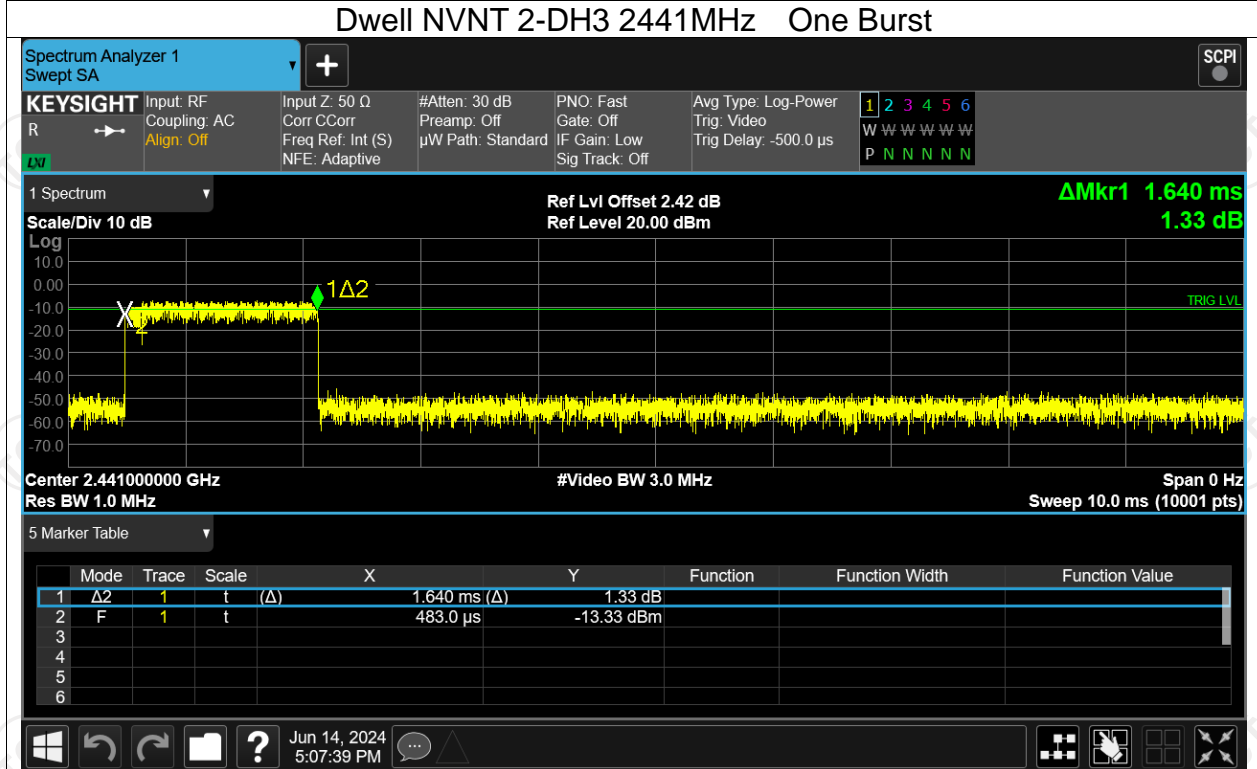 Dwell NVNT 2-DH3 2441MHz One Burst
Spectrum Analyzer 1
Swept SA
+
SCPI
KEYSIGHT Input: RF Input Z: 50 Ω #Atten: 30 dB PNO: Fast Avg Type: Log-Power 1 2 3 4 5 6
R Coupling: AC Corr CCorr Preamp: Off Gate: Off Trig: Video
Align: Off Freq Ref: Int (S) µW Path: Standard IF Gain: Low Trig Delay: -500.0 µs W W W W W W
LXI NFE: Adaptive Sig Track: Off P N N N N N
1 Spectrum Ref Lvl Offset 2.42 dB ΔMkr1 1.640 ms
Scale/Div 10 dB Ref Level 20.00 dBm 1.33 dB
Log
10.0
0.00 1Δ2
-10.0 X TRIG LVL
-20.0 2
-30.0
-40.0
-50.0
-60.0
-70.0
Center 2.441000000 GHz #Video BW 3.0 MHz Span 0 Hz
Res BW 1.0 MHz Sweep 10.0 ms (10001 pts)
5 Marker Table
Mode Trace Scale X Y Function Function Width Function Value
1 Δ2 1 t (Δ) 1.640 ms (Δ) 1.33 dB
2 F 1 t 483.0 µs -13.33 dBm
3
4
5
6
? Jun 14, 2024
5:07:39 PM